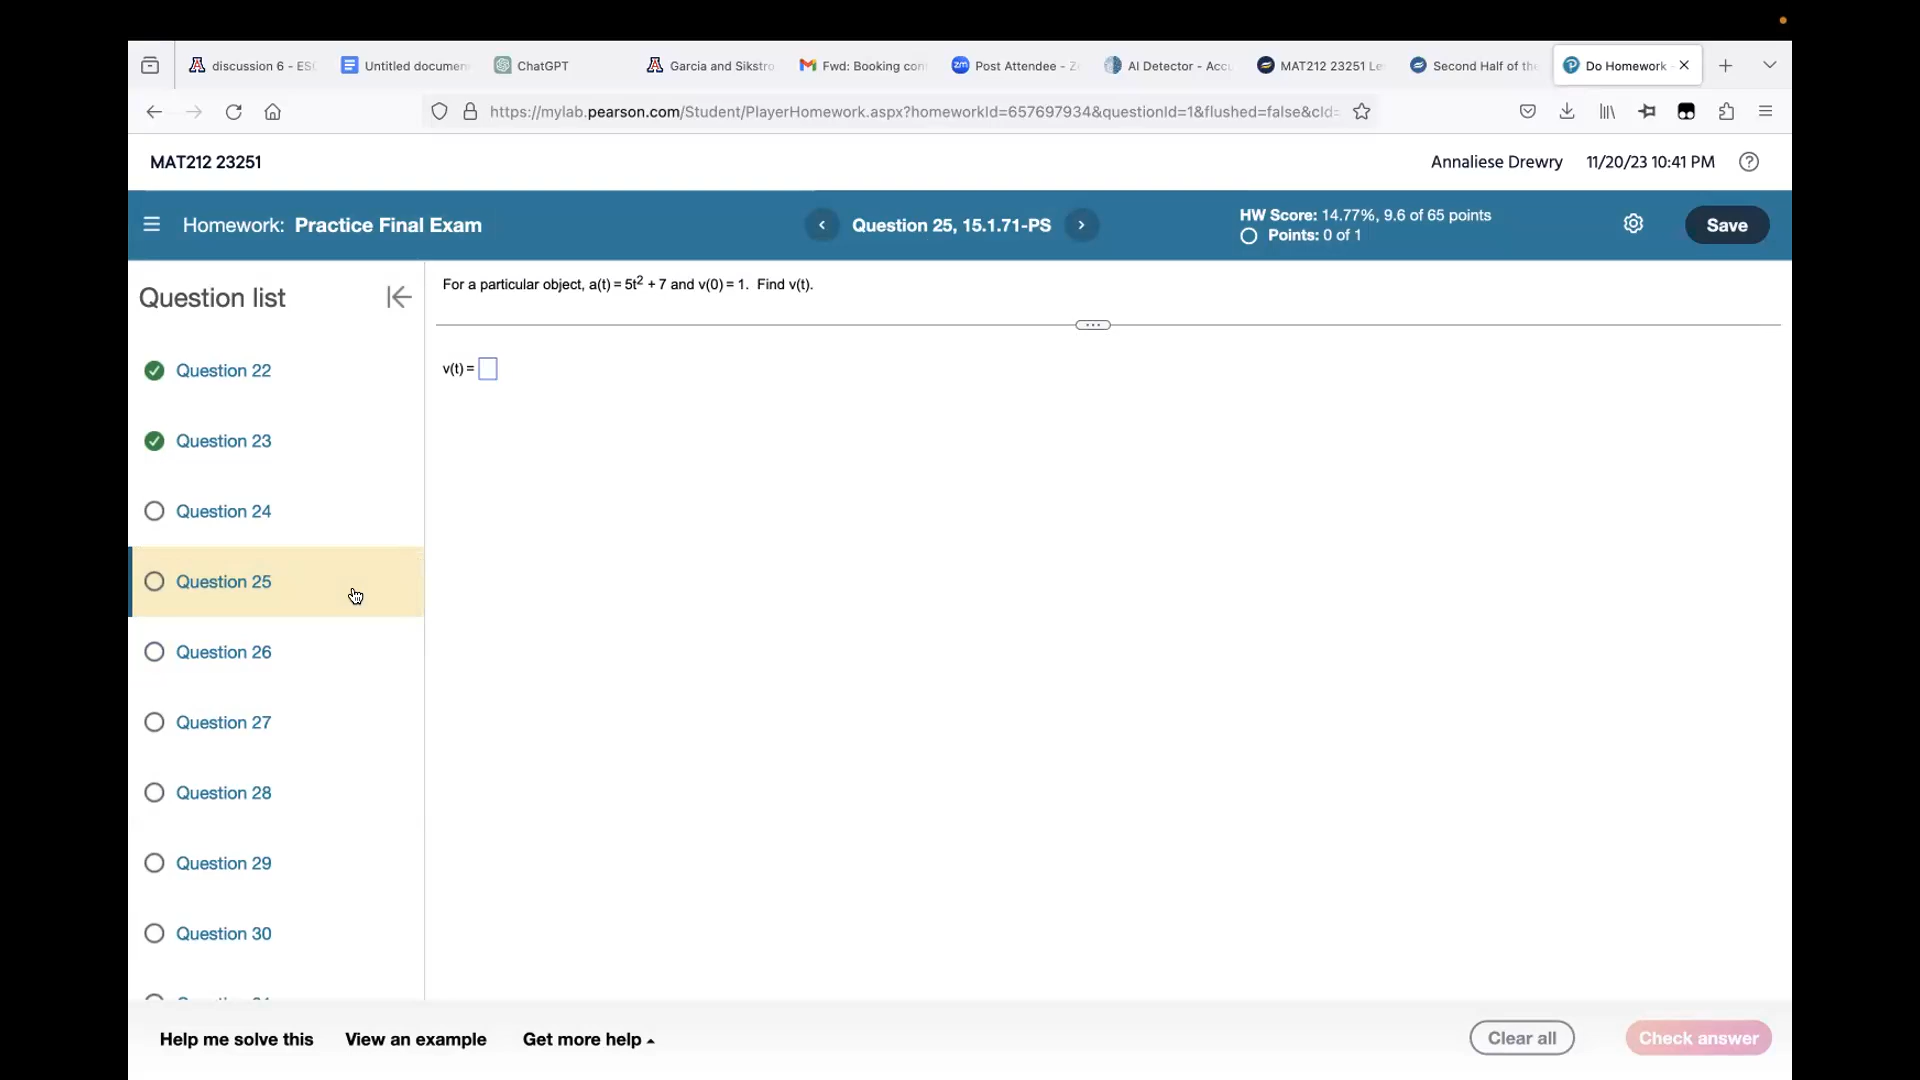 discussion 6 - ESC
Untitled documen
ChatGPT
Garcia and Sikstro
Fwd: Booking con
Post Attendee - Z
AI Detector - Accu
MAT212 23251 Le
Second Half of the
Do Homework
https://mylab.pearson.com/Student/PlayerHomework.aspx?homeworkId=657697934&questionId=1&flushed=false&cId=
MAT212 23251
Annaliese Drewry
11/20/23 10:41 PM
Homework: Practice Final Exam
Question 25, 15.1.71-PS
HW Score: 14.77%, 9.6 of 65 points
Points: 0 of 1
Save
Question list
For a particular object, a(t) = 5t² + 7 and v(0) = 1. Find v(t).
v(t) =
Question 22
Question 23
Question 24
Question 25
Question 26
Question 27
Question 28
Question 29
Question 30
Help me solve this
View an example
Get more help
Clear all
Check answer